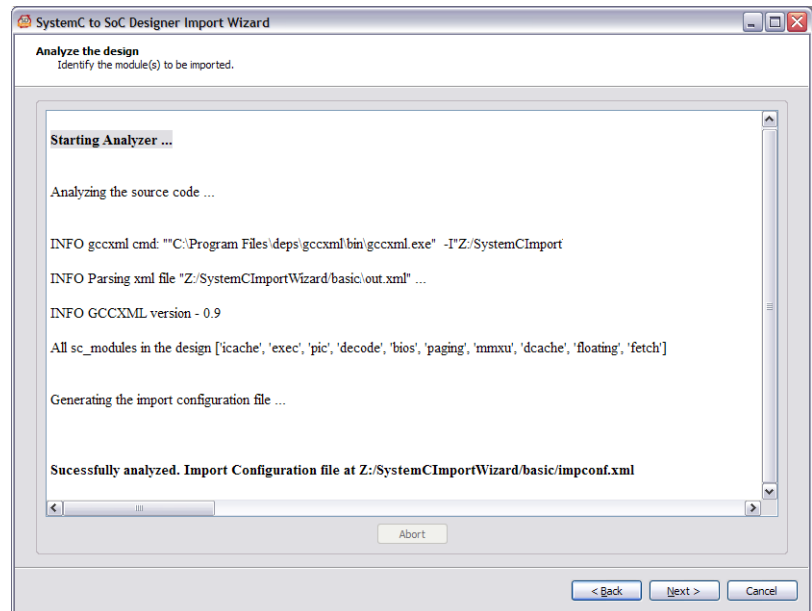 SystemC to SoC Designer Import Wizard
Analyze the design
Identify the module(s) to be imported.
Starting Analyzer ...
Analyzing the source code ...
INFO gccxml cmd: ""C:\Program Files\deps\gccxml\bin\gccxml.exe" -I"Z:/SystemCImport
INFO Parsing xml file "Z:/SystemCImportWizard/basic\out.xml" ...
INFO GCCXML version - 0.9
All sc_modules in the design ['icache', 'exec', 'pic', 'decode', 'bios', 'paging', 'mmxu', 'dcache', 'floating', 'fetch']
Generating the import configuration file ...
Sucessfully analyzed. Import Configuration file at Z:/SystemCImportWizard/basic/impconf.xml
Abort
< Back Next > Cancel